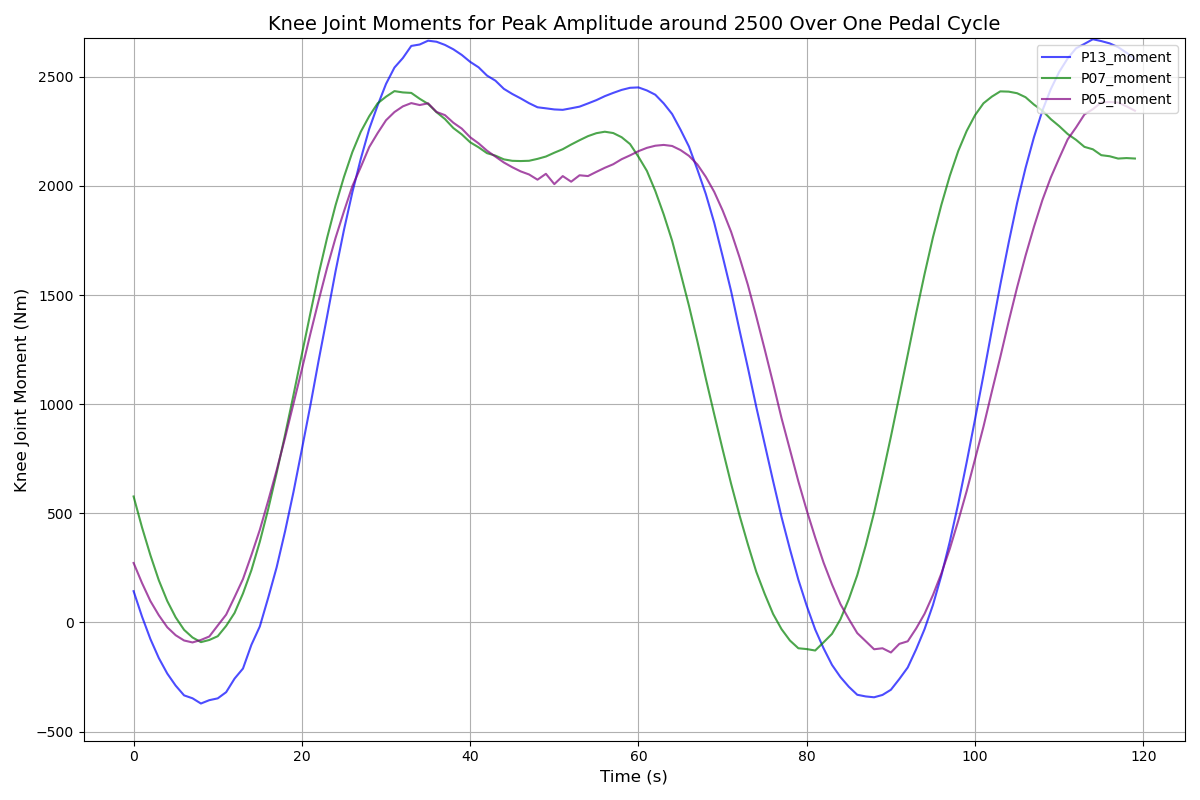 Knee Joint Moments for Peak Amplitude around 2500 Over One Pedal Cycle
P13_moment
P07_moment
P05_moment
2500
2000
1500
1000
500
0
−500
Knee Joint Moment (Nm)
0 20 40 60 80 100 120
Time (s)